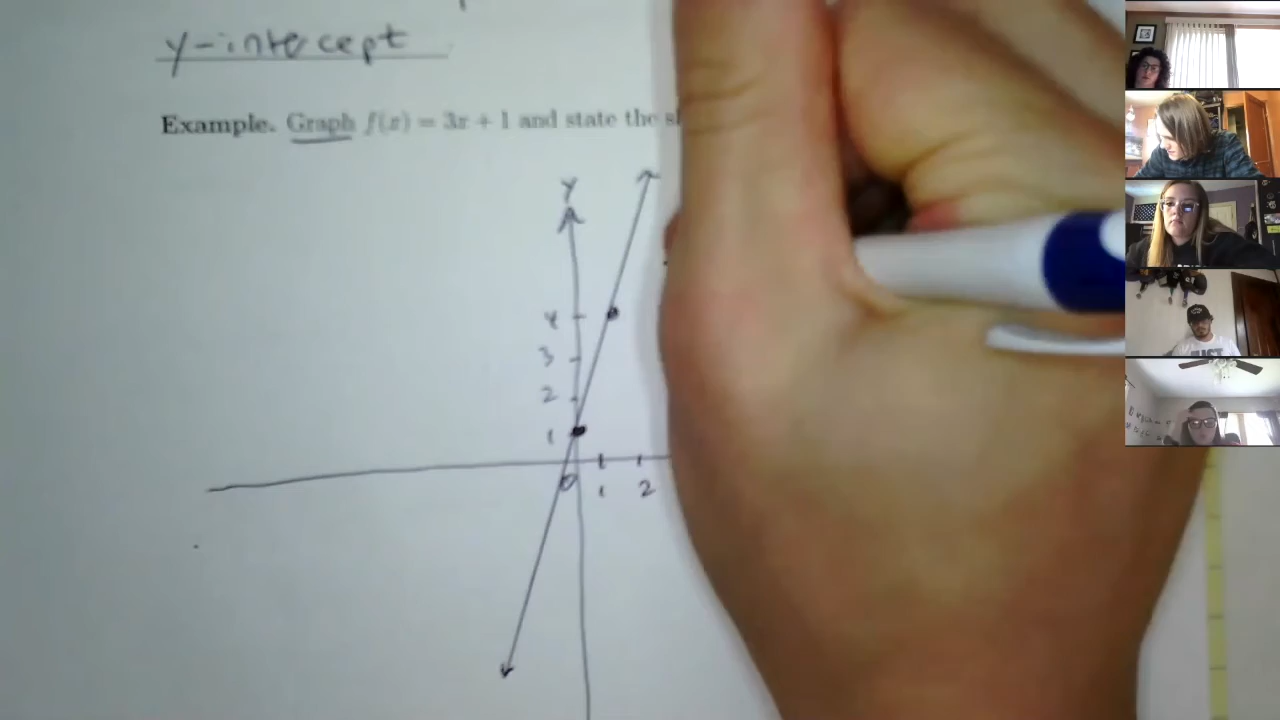 y-intercept
Example. Graph f(x) = 3x + 1 and state the
y
4
3
2
1
0 1 2